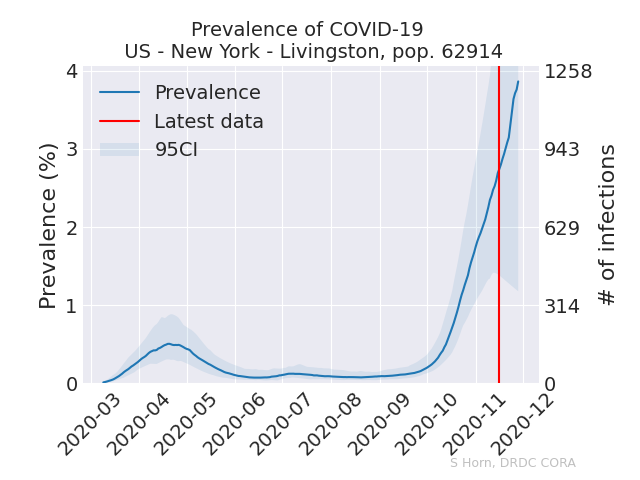 Prevalence of COVID-19
US - New York - Livingston, pop. 62914
Prevalence
Latest data
95CI
Prevalence (%)
4
3
2
1
0
1258
943
629
314
0
# of infections
2020-03
2020-04
2020-05
2020-06
2020-07
2020-08
2020-09
2020-10
2020-11
2020-12
S Horn, DRDC CORA